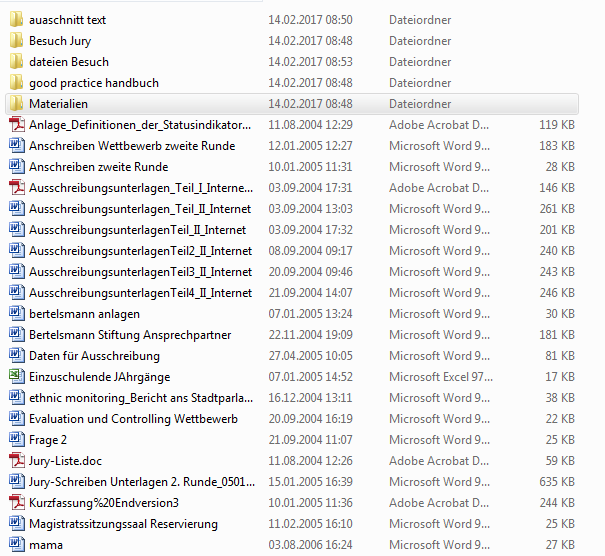 auaschnitt text 14.02.2017 08:50 Dateiordner
Besuch Jury 14.02.2017 08:48 Dateiordner
dateien Besuch 14.02.2017 08:53 Dateiordner
good practice handbuch 14.02.2017 08:48 Dateiordner
Materialien 14.02.2017 08:48 Dateiordner
Anlage_Definitionen_der_Statusindikator... 11.08.2004 12:29 Adobe Acrobat D... 119 KB
Anschreiben Wettbewerb zweite Runde 12.01.2005 12:27 Microsoft Word 9... 183 KB
Anschreiben zweite Runde 10.01.2005 11:31 Microsoft Word 9... 28 KB
Ausschreibungsunterlagen_Teil_I_Interne... 03.09.2004 17:31 Adobe Acrobat D... 146 KB
Ausschreibungsunterlagen_Teil_II_Internet 03.09.2004 13:03 Microsoft Word 9... 261 KB
AusschreibungsunterlagenTeil_II_Internet 03.09.2004 17:32 Microsoft Word 9... 201 KB
AusschreibungsunterlagenTeil2_II_Internet 08.09.2004 09:17 Microsoft Word 9... 240 KB
AusschreibungsunterlagenTeil3_II_Internet 20.09.2004 09:46 Microsoft Word 9... 243 KB
AusschreibungsunterlagenTeil4_II_Internet 21.09.2004 14:07 Microsoft Word 9... 246 KB
bertelsmann anlagen 07.01.2005 13:24 Microsoft Word 9... 30 KB
Bertelsmann Stiftung Ansprechpartner 22.11.2004 19:09 Microsoft Word 9... 181 KB
Daten für Ausschreibung 27.04.2005 10:05 Microsoft Word 9... 81 KB
Einzuschulende JAhrgänge 07.01.2005 14:52 Microsoft Excel 97... 17 KB
ethnic monitoring_Bericht ans Stadtparla... 16.12.2004 13:11 Microsoft Word 9... 38 KB
Evaluation und Controlling Wettbewerb 20.09.2004 16:19 Microsoft Word 9... 22 KB
Frage 2 21.09.2004 11:07 Microsoft Word 9... 25 KB
Jury-Liste.doc 11.08.2004 12:26 Adobe Acrobat D... 59 KB
Jury-Schreiben Unterlagen 2. Runde_0501... 15.01.2005 16:39 Microsoft Word 9... 635 KB
Kurzfassung%20Endversion3 10.01.2005 11:36 Adobe Acrobat D... 244 KB
Magistratssitzungssaal Reservierung 11.02.2005 16:10 Microsoft Word 9... 25 KB
mama 03.08.2006 16:24 Microsoft Word 9... 27 KB